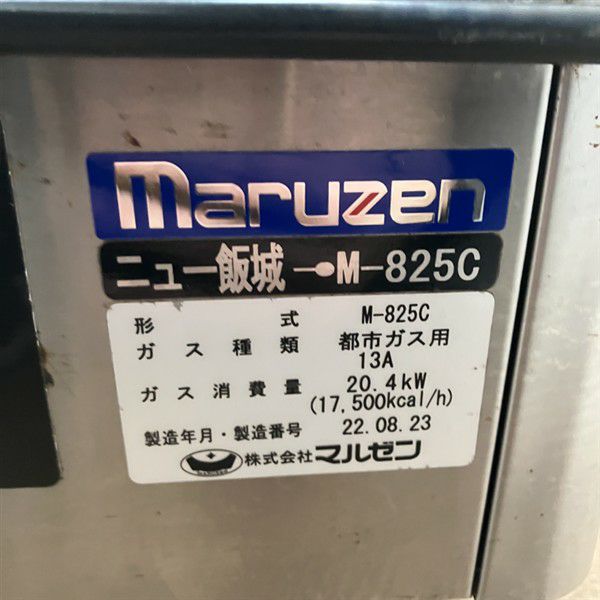 maruzen
ニュー飯城 M-825C
形式 M-825C
ガス種類 都市ガス用
13A
ガス消費量 20.4kW
(17,500kcal/h)
製造年月・製造番号 22.08.23
株式会社マルゼン